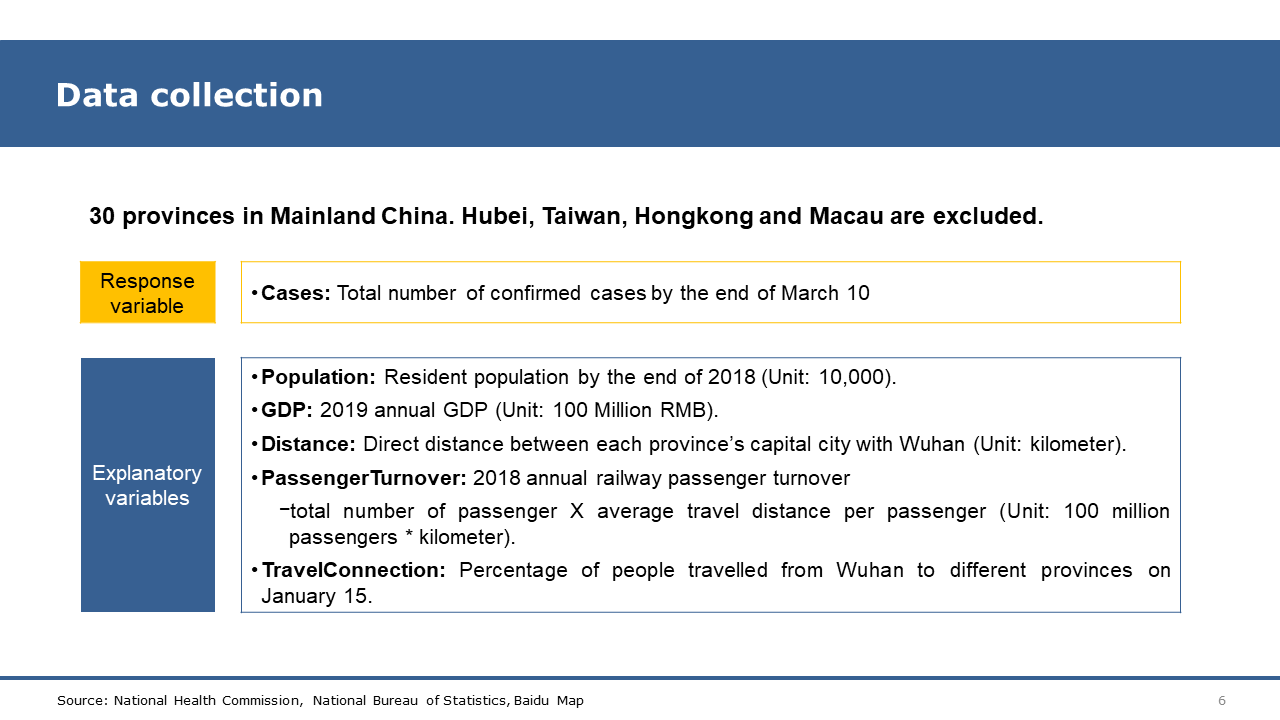 Data collection
30 provinces in Mainland China. Hubei, Taiwan, Hongkong and Macau are excluded.
Response
variable
•Cases: Total number of confirmed cases by the end of March 10
Explanatory
variables
•Population: Resident population by the end of 2018 (Unit: 10,000).
•GDP: 2019 annual GDP (Unit: 100 Million RMB).
•Distance: Direct distance between each province’s capital city with Wuhan (Unit: kilometer).
•PassengerTurnover: 2018 annual railway passenger turnover
−total number of passenger X average travel distance per passenger (Unit: 100 million
passengers * kilometer).
•TravelConnection: Percentage of people travelled from Wuhan to different provinces on
January 15.
Source: National Health Commission, National Bureau of Statistics, Baidu Map
6